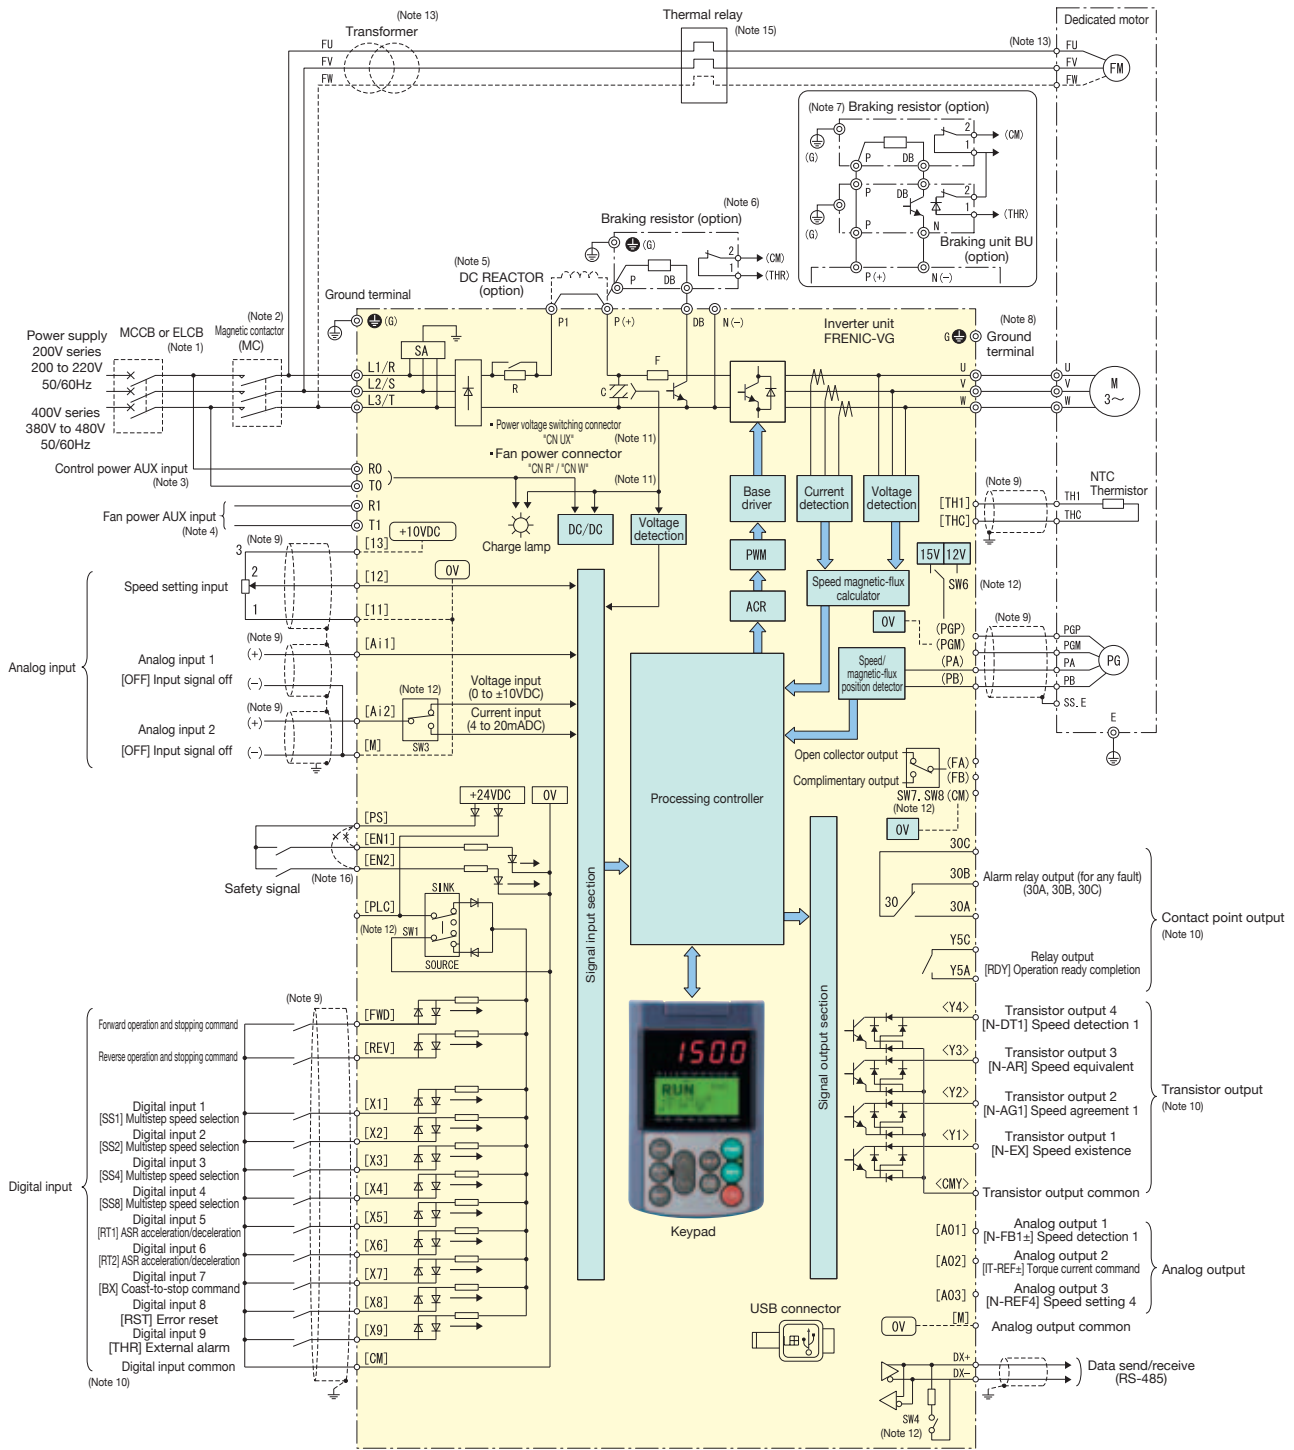 (Note 13)
Transformer
FU
FV
FW
Thermal relay
(Note 15)
Dedicated motor
(Note 13)
FU
FV
FW
FM
(Note 7) Braking resistor (option)
2
1
(CM)
(G)
P
DB
P
DB
2
1
(THR)
(G)
P
N
Braking unit BU
(option)
P(+)
N(-)
(Note 6)
Braking resistor (option)
(G)
2
1
(CM)
(THR)
P
DB
(Note 5)
DC REACTOR
(option)
Ground terminal
(G)
P1
P(+)
DB
N(-)
Inverter unit
FRENIC-VG
G
(Note 8)
Ground
terminal
Power supply
200V series
200 to 220V
50/60Hz
400V series
380V to 480V
50/60Hz
MCCB or ELCB
(Note 1)
(Note 2)
Magnetic contactor
(MC)
L1/R
L2/S
L3/T
SA
R
F
C
U
V
W
U
V
W
M
3~
• Power voltage switching connector
"CN UX"
(Note 11)
• Fan power connector
"CN R" / "CN W"
(Note 11)
Control power AUX input
(Note 3)
R0
T0
Fan power AUX input
(Note 4)
R1
T1
Charge lamp
DC/DC
Voltage
detection
Base
driver
Current
detection
Voltage
detection
PWM
ACR
Speed magnetic-flux
calculator
[TH1]
[THC]
(Note 9)
TH1
THC
NTC
Thermistor
15V
12V
SW6
(Note 12)
0V
(PGP)
(PGM)
(PA)
(PB)
(Note 9)
PGP
PGM
PA
PB
SS.E
PG
E
Speed/
magnetic-flux
position detector
Analog input
(Note 9)
3
2
1
Speed setting input
[13]
+10VDC
[12]
0V
[11]
(Note 9)
Analog input 1
[OFF] Input signal off
(+)
(−)
[Ai1]
(Note 9)
Analog input 2
[OFF] Input signal off
(+)
(−)
[Ai2]
[M]
(Note 12)
SW3
Voltage input
(0 to ±10VDC)
Current input
(4 to 20mADC)
Signal input section
Processing controller
Signal output section
Open collector output
Complimentary output
(FA)
(FB)
SW7, SW8
(CM)
(Note 12)
0V
+24VDC
0V
[PS]
[EN1]
[EN2]
Safety signal
(Note 16)
[PLC]
(Note 12)
SW1
SINK
SOURCE
30C
30B
30A
30
Alarm relay output (for any fault)
(30A, 30B, 30C)
Y5C
Y5A
Relay output
[RDY] Operation ready completion
Contact point output
(Note 10)
Digital input
(Note 9)
Forward operation and stopping command
[FWD]
Reverse operation and stopping command
[REV]
Digital input 1
[SS1] Multistep speed selection
[X1]
Digital input 2
[SS2] Multistep speed selection
[X2]
Digital input 3
[SS4] Multistep speed selection
[X3]
Digital input 4
[SS8] Multistep speed selection
[X4]
Digital input 5
[RT1] ASR acceleration/deceleration
[X5]
Digital input 6
[RT2] ASR acceleration/deceleration
[X6]
Digital input 7
[BX] Coast-to-stop command
[X7]
Digital input 8
[RST] Error reset
[X8]
Digital input 9
[THR] External alarm
[X9]
Digital input common
[CM]
(Note 10)
1500
RUN
Keypad
USB connector
<Y4>
Transistor output 4
[N-DT1] Speed detection 1
<Y3>
Transistor output 3
[N-AR] Speed equivalent
<Y2>
Transistor output 2
[N-AG1] Speed agreement 1
<Y1>
Transistor output 1
[N-EX] Speed existence
<CMY>
Transistor output common
Transistor output
(Note 10)
[A01]
Analog output 1
[N-FB1±] Speed detection 1
[A02]
Analog output 2
[IT-REF±] Torque current command
[A03]
Analog output 3
[N-REF4] Speed setting 4
[M]
0V
Analog output common
Analog output
DX+
DX−
SW4
(Note 12)
Data send/receive
(RS-485)